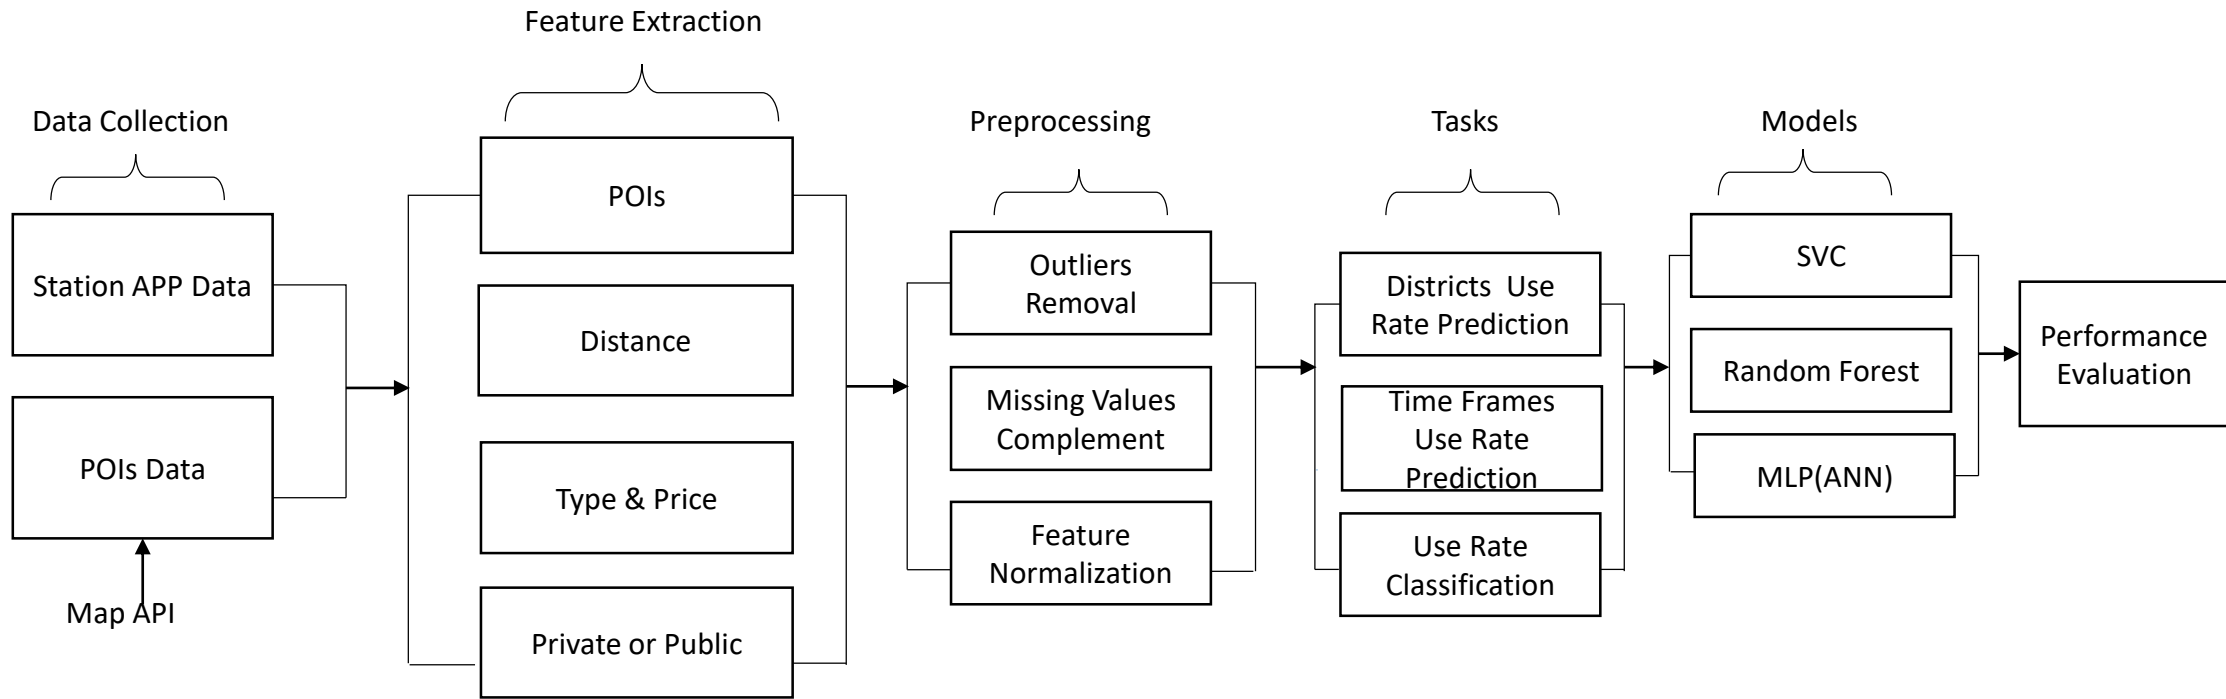 Data Collection
Station APP Data
POIs Data
Map API
Feature Extraction
POIs
Distance
Type & Price
Private or Public
Preprocessing
Outliers
Removal
Missing Values
Complement
Feature
Normalization
Tasks
Districts  Use
Rate Prediction
Time Frames
Use Rate
Prediction
Use Rate
Classification
Models
SVC
Random Forest
MLP(ANN)
Performance
Evaluation